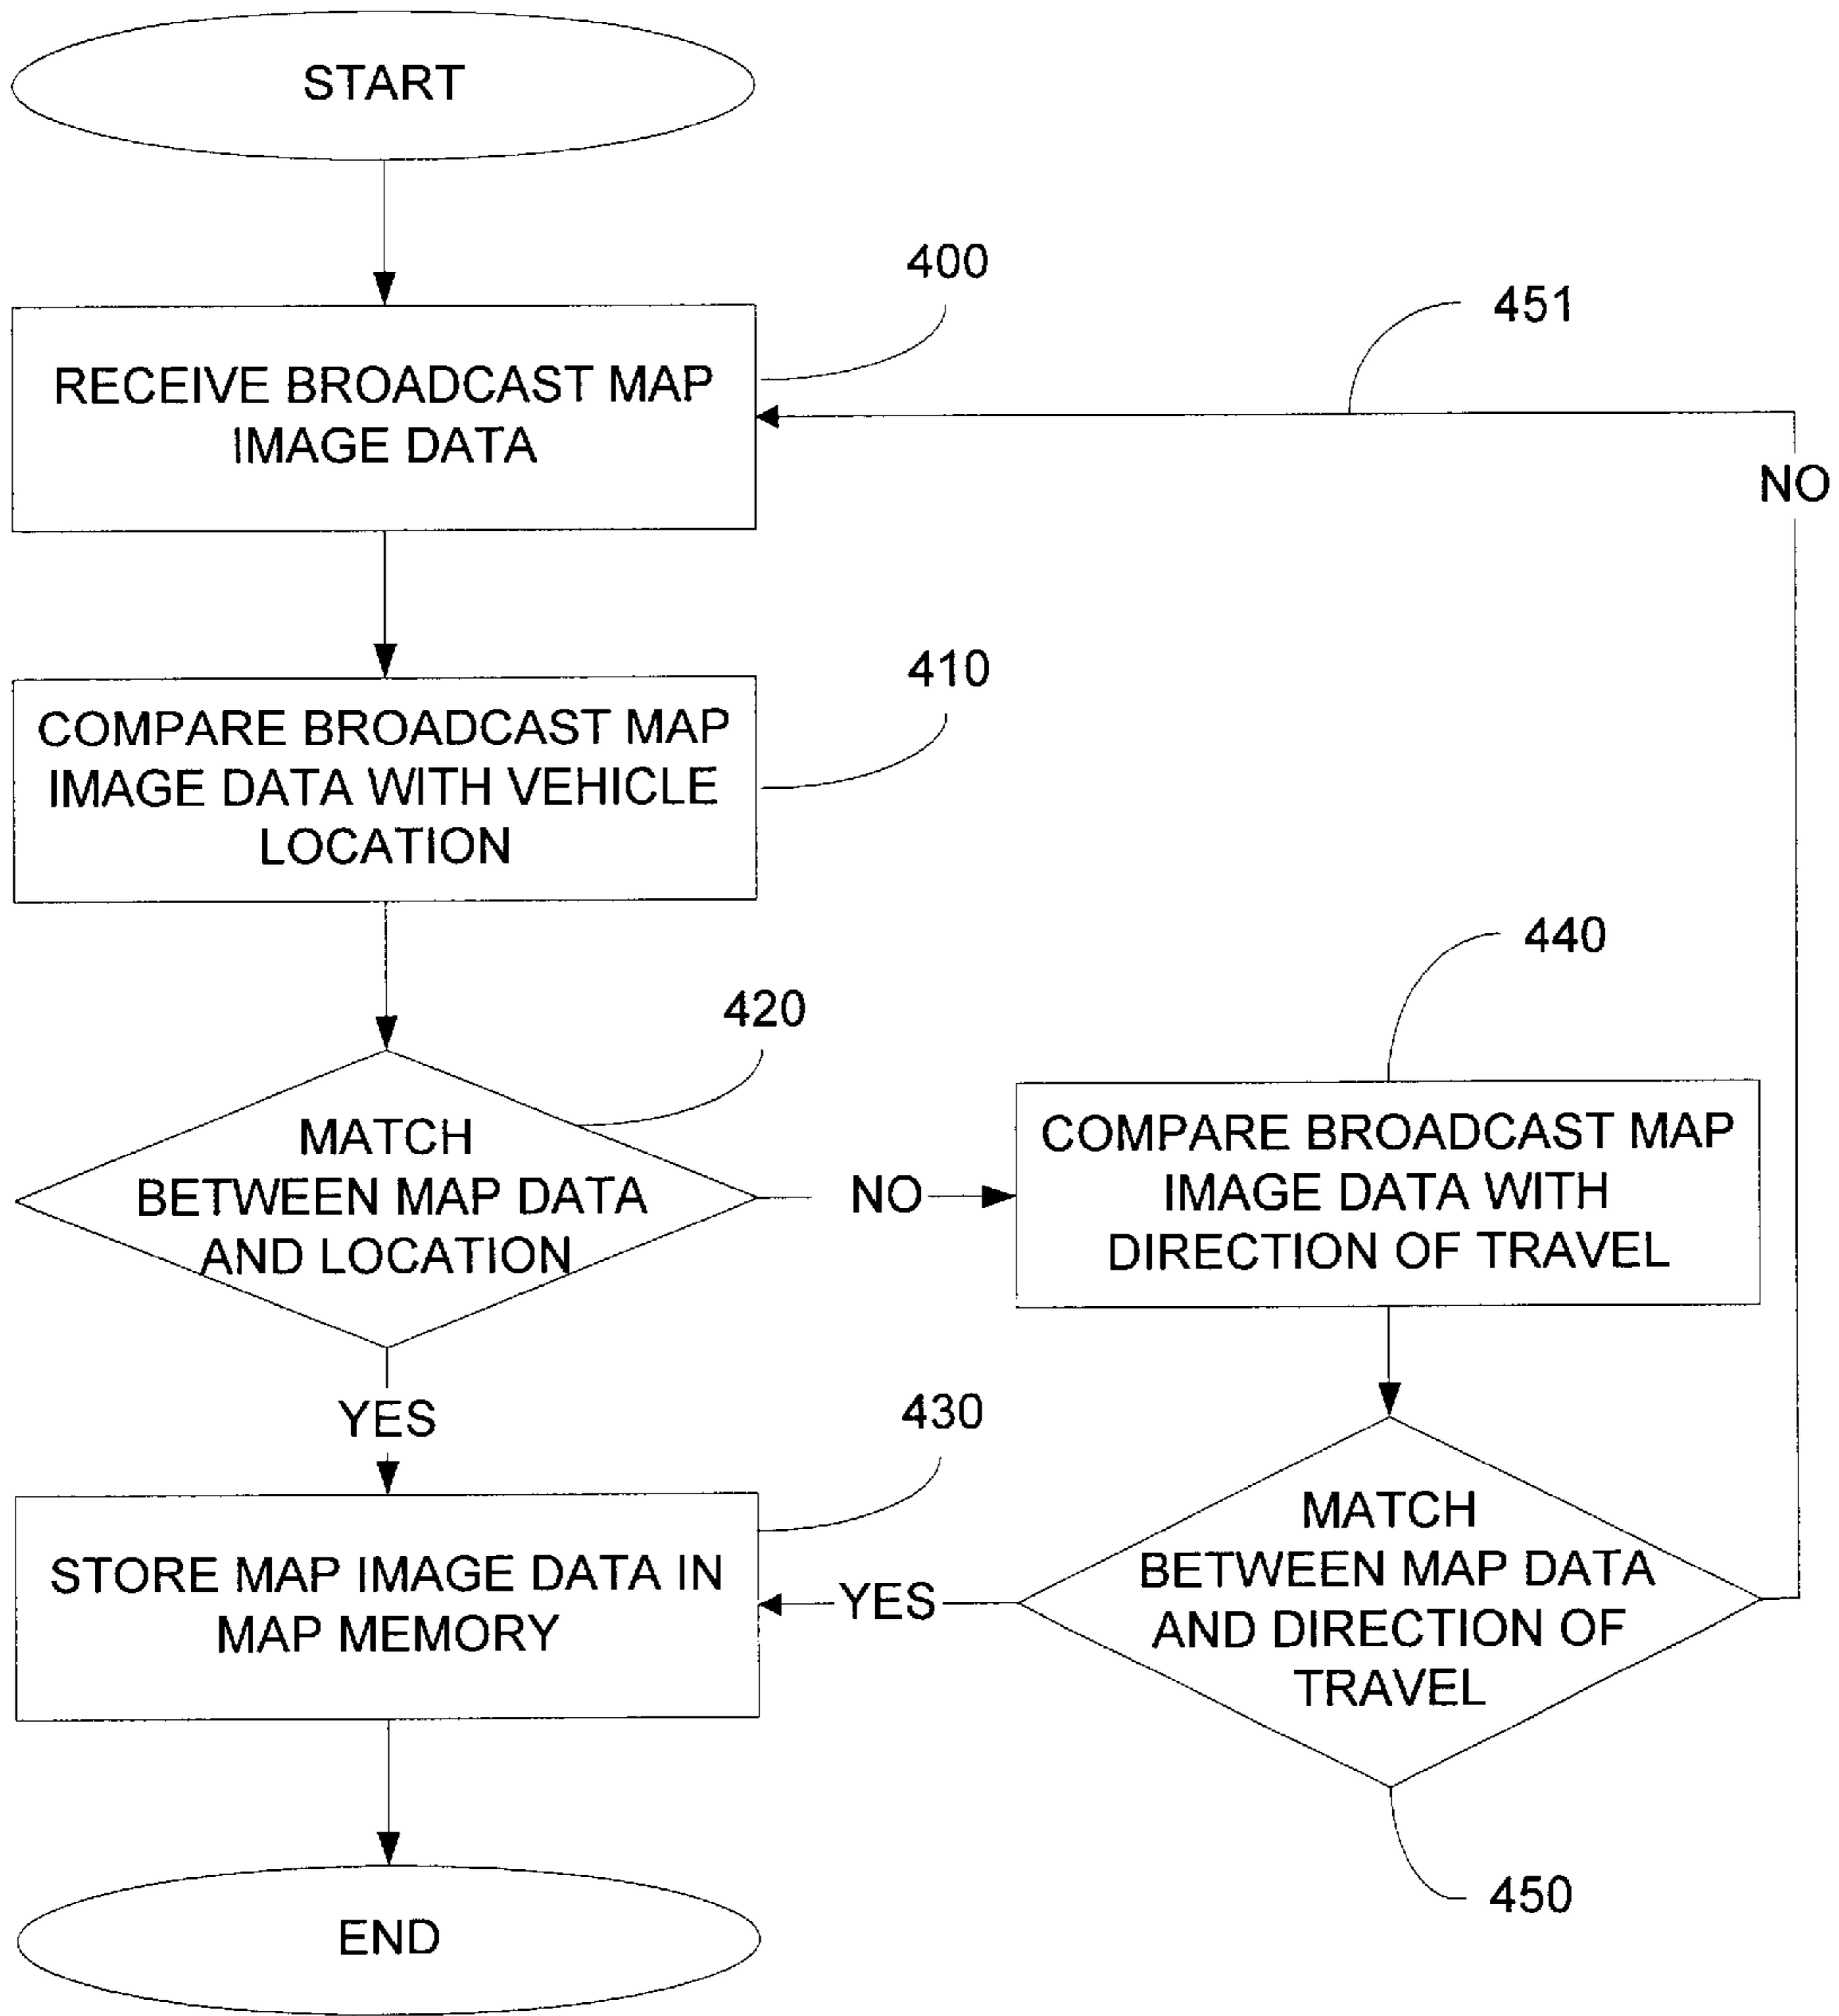 START
400
451
RECEIVE BROADCAST MAP
IMAGE DATA
NO
410
COMPARE BROADCAST MAP
IMAGE DATA WITH VEHICLE
LOCATION
440
420
COMPARE BROADCAST MAP
IMAGE DATA WITH
DIRECTION OF TRAVEL
MATCH
BETWEEN MAP DATA
AND LOCATION
NO
YES
430
MATCH
BETWEEN MAP DATA
AND DIRECTION OF
TRAVEL
STORE MAP IMAGE DATA IN
MAP MEMORY
YES
450
END